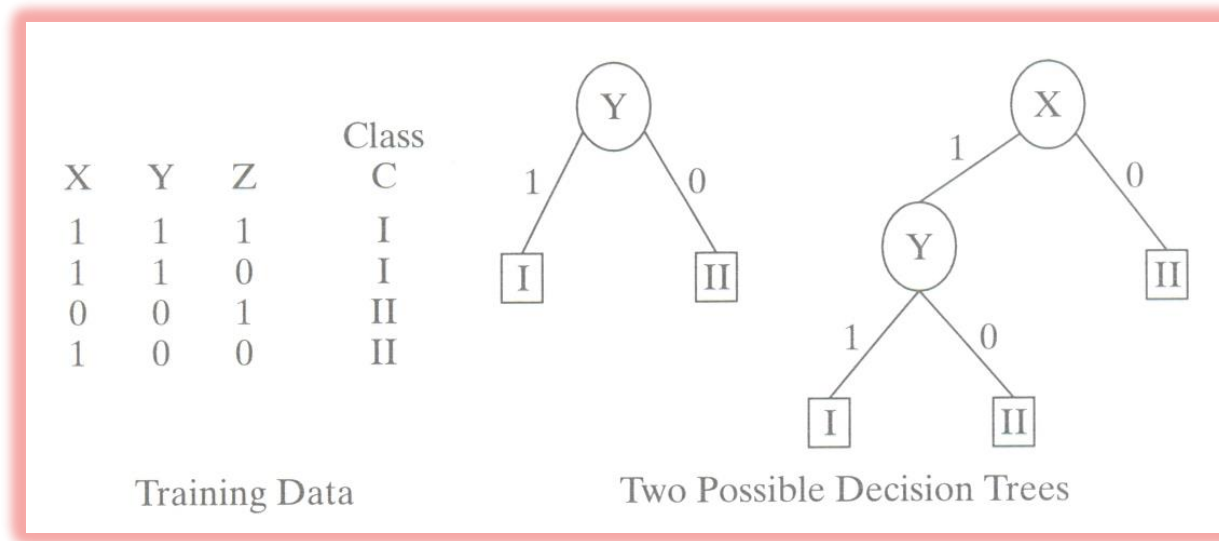 Class
X Y Z C
1 1 1 I
1 1 0 I
0 0 1 II
1 0 0 II
Training Data
Y
1 0
I II
X
1 0
Y II
1 0
I II
Two Possible Decision Trees